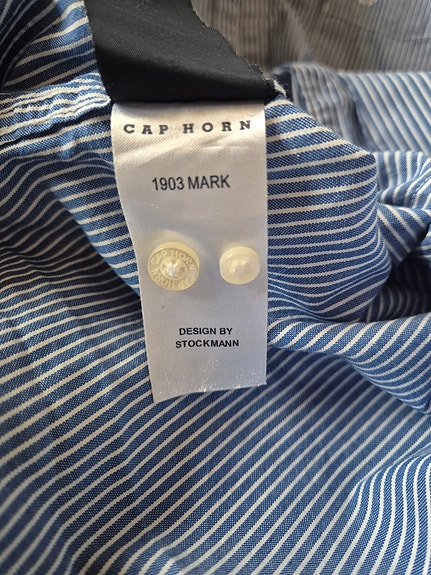 CAP HORN
1903 MARK
DESIGN BY
STOCKMANN